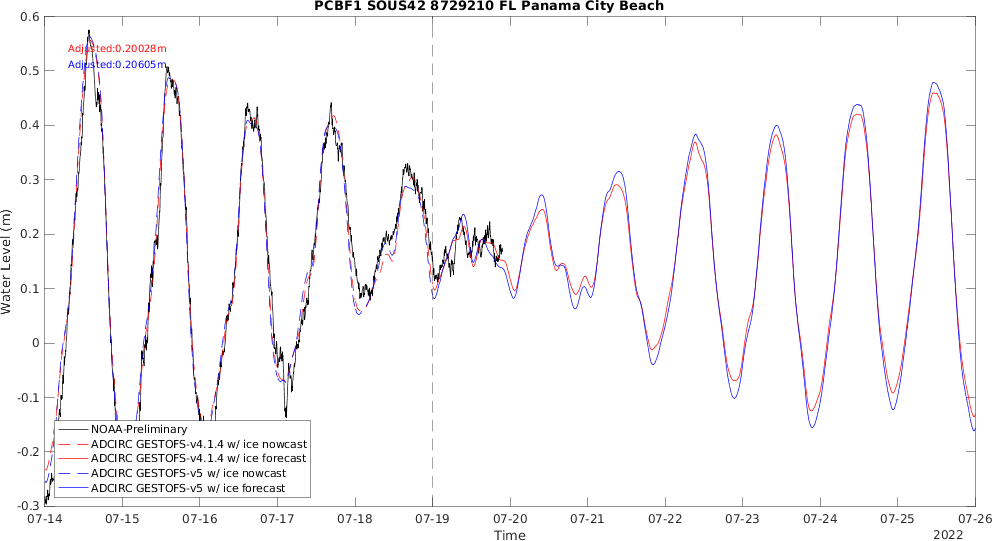 PCBF1 SOUS42 8729210 FL Panama City Beach
0.6
0.5
0.4
0.3
0.2
0.1
0
-0.1
-0.2
-0.3
Water Level (m)
Adjusted:0.20028m
Adjusted:0.20605m
NOAA-Preliminary
ADCIRC GESTOFS-v4.1.4 w/ ice nowcast
ADCIRC GESTOFS-v4.1.4 w/ ice forecast
ADCIRC GESTOFS-v5 w/ ice nowcast
ADCIRC GESTOFS-v5 w/ ice forecast
07-14 07-15 07-16 07-17 07-18 07-19 07-20 07-21 07-22 07-23 07-24 07-25 07-26
Time
2022